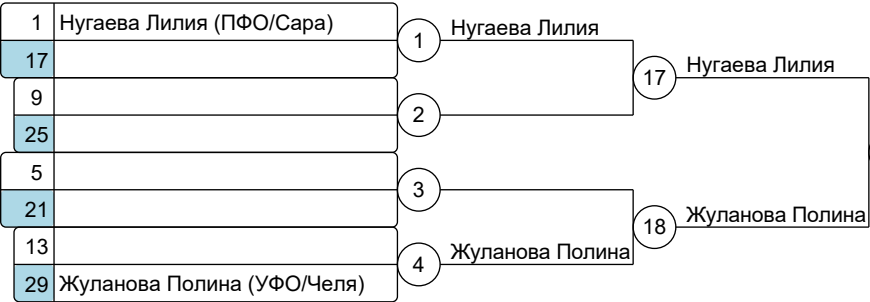 1 Нугаева Лилия (ПФО/Сара)
1 Нугаева Лилия
17
17 Нугаева Лилия
9
2
25
5
3
21
18 Жуланова Полина
13
4 Жуланова Полина
29 Жуланова Полина (УФО/Челя)